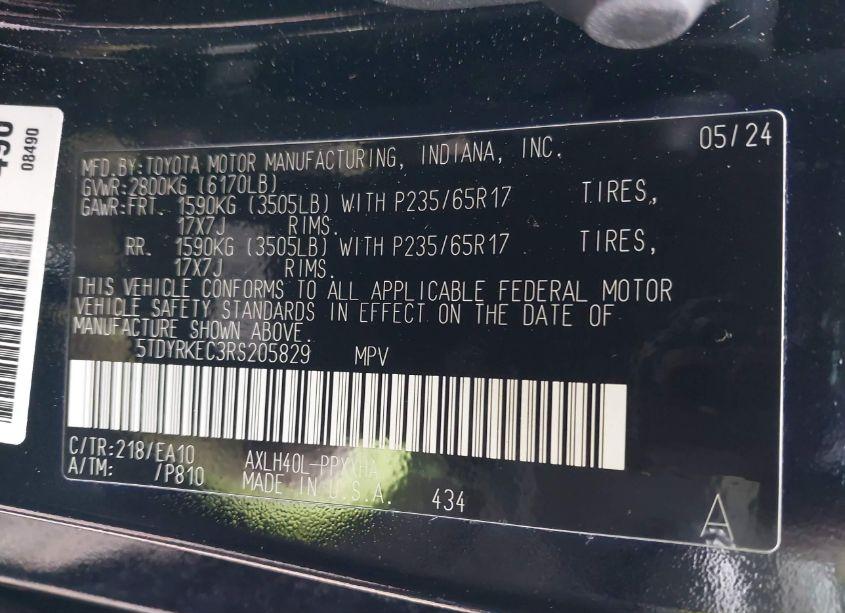 08490
05/24
MFD.BY:TOYOTA MOTOR MANUFACTURING, INDIANA, INC.
GVWR:2800KG (6170LB)
GAWR:FRT. 1590KG (3505LB) WITH P235/65R17 TIRES,
17X7J RIMS.
RR. 1590KG (3505LB) WITH P235/65R17 TIRES,
17X7J RIMS.
THIS VEHICLE CONFORMS TO ALL APPLICABLE FEDERAL MOTOR
VEHICLE SAFETY STANDARDS IN EFFECT ON THE DATE OF
MANUFACTURE SHOWN ABOVE.
5TDYRKEC3RS205829 MPV
C/TR:218/EA10
A/TM: /P810
MADE IN U.S.A.
434
A